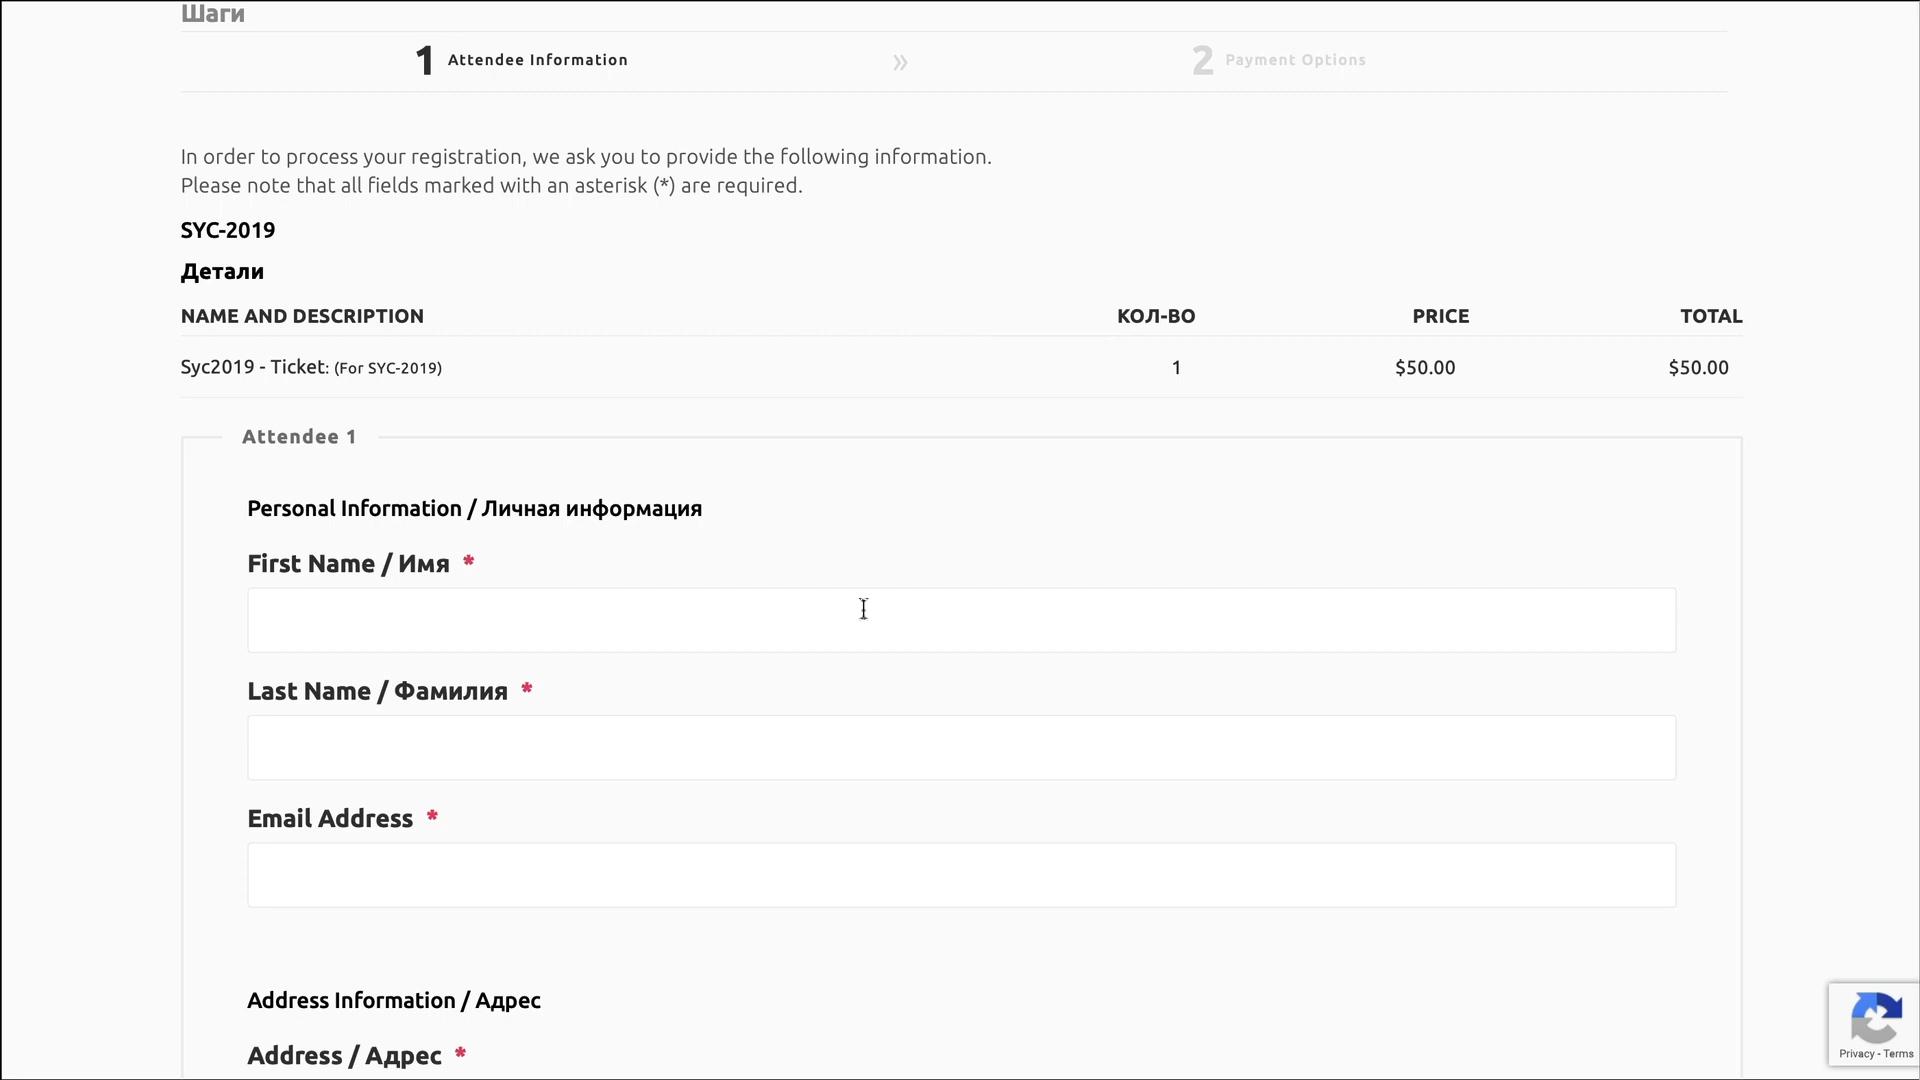 Шаги
1 Attendee Information » 2 Payment Options
In order to process your registration, we ask you to provide the following information.
Please note that all fields marked with an asterisk (*) are required.
SYC-2019
Детали
NAME AND DESCRIPTION КОЛ-ВО PRICE TOTAL
Syc2019 - Ticket: (For SYC-2019) 1 $50.00 $50.00
Attendee 1
Personal Information / Личная информация
First Name / Имя *
Last Name / Фамилия *
Email Address *
Address Information / Адрес
Address / Адрес *
Privacy - Terms